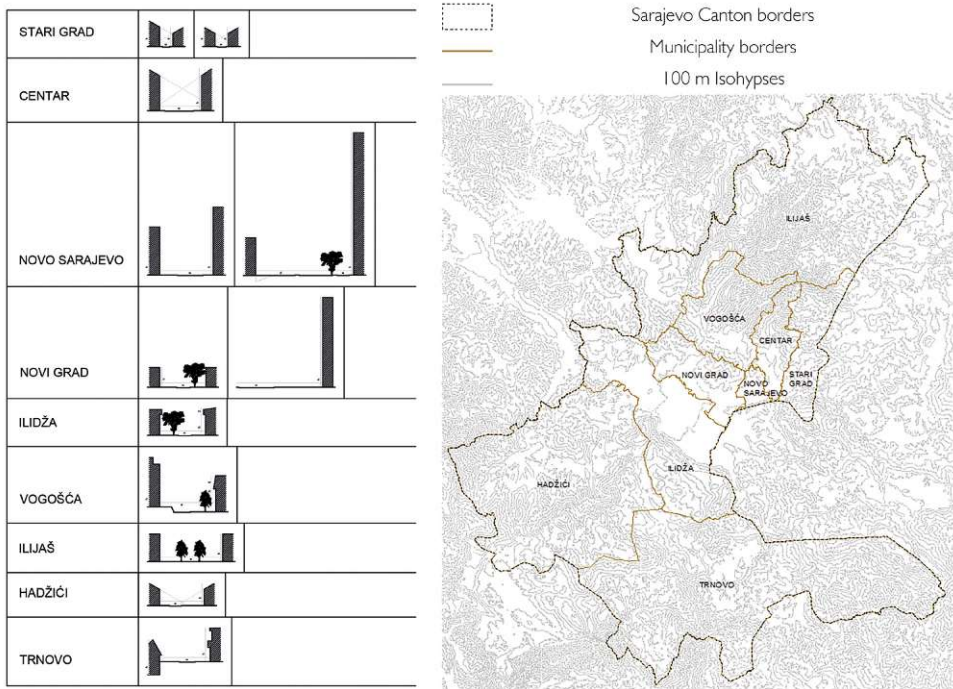 STARI GRAD
CENTAR
NOVO SARAJEVO
NOVI GRAD
ILIDŽA
VOGOŠĆA
ILIJAŠ
HADŽIĆI
TRNOVO
Sarajevo Canton borders
Municipality borders
100 m Isohypses
ILIJAŠ
VOGOŠĆA
CENTAR
NOVI GRAD
NOVO
SARAJEVO
STARI
GRAD
ILIDŽA
HADŽIĆI
TRNOVO